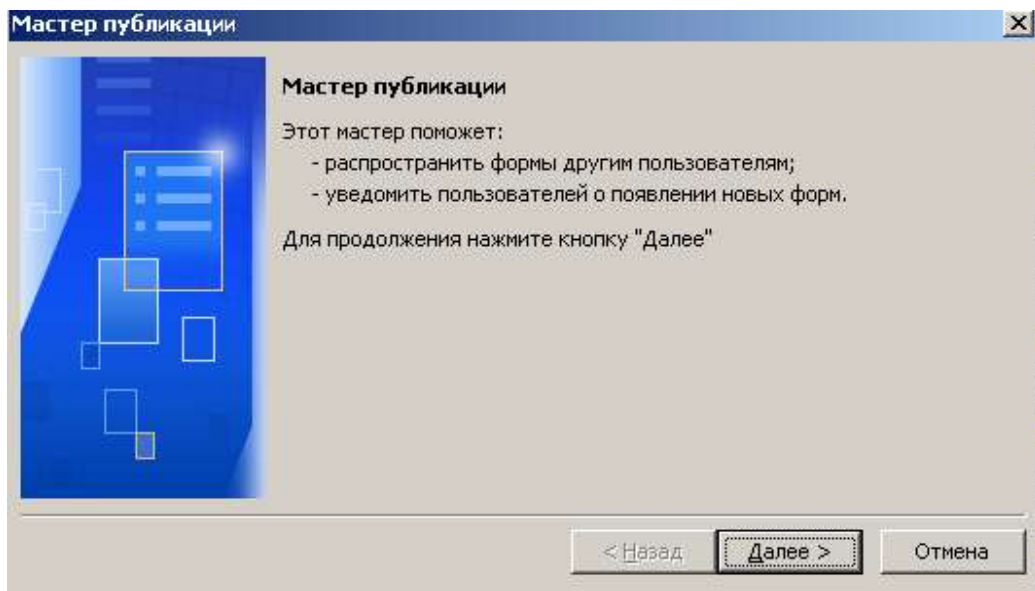 Мастер публикации
Мастер публикации
Этот мастер поможет:
- распространить формы другим пользователям;
- уведомить пользователей о появлении новых форм.
Для продолжения нажмите кнопку "Далее"
< Назад Далее > Отмена